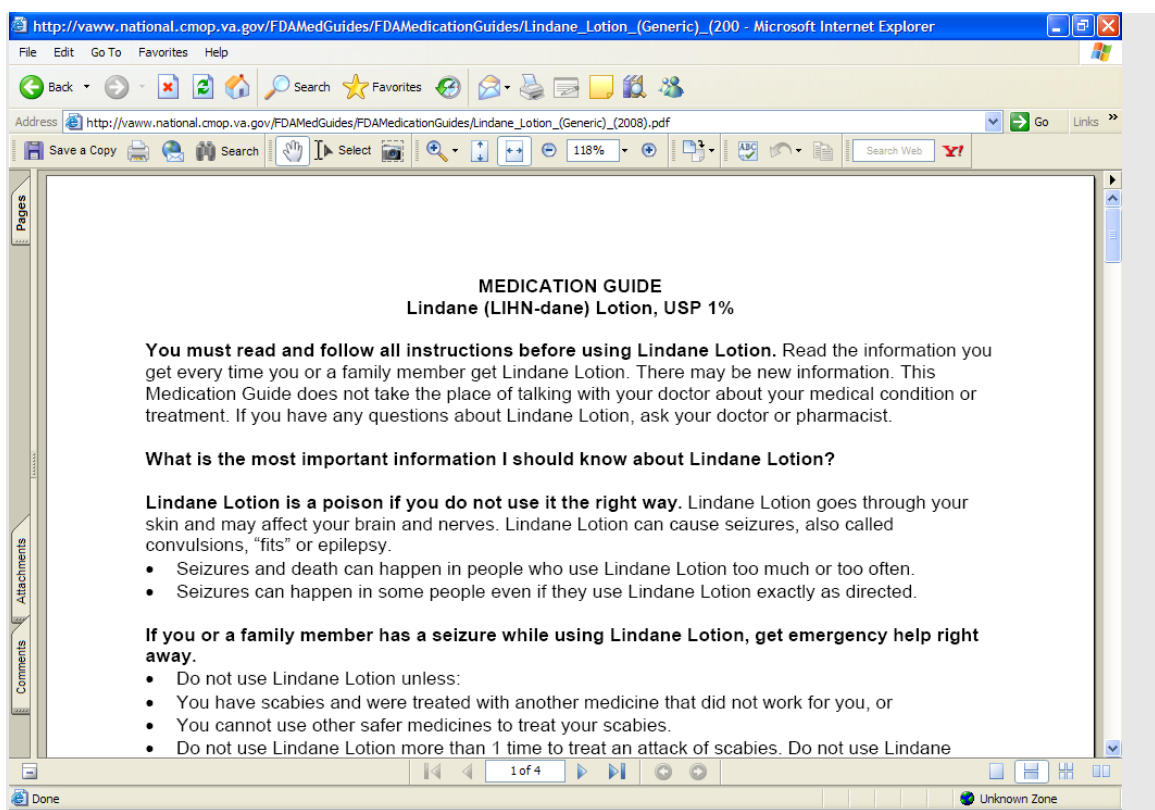 http://vaww.national.cmop.va.gov/FDAMedGuides/FDAMedicationGuides/Lindane_Lotion_(Generic)_(200 - Microsoft Internet Explorer
File Edit Go To Favorites Help
Back Search Favorites
Address http://vaww.national.cmop.va.gov/FDAMedGuides/FDAMedicationGuides/Lindane_Lotion_(Generic)_(2008).pdf Go Links »
Save a Copy Search Select 118% ABC Search Web Y!
Pages
MEDICATION GUIDE
Lindane (LIHN-dane) Lotion, USP 1%
You must read and follow all instructions before using Lindane Lotion. Read the information you
get every time you or a family member get Lindane Lotion. There may be new information. This
Medication Guide does not take the place of talking with your doctor about your medical condition or
treatment. If you have any questions about Lindane Lotion, ask your doctor or pharmacist.
What is the most important information I should know about Lindane Lotion?
Lindane Lotion is a poison if you do not use it the right way. Lindane Lotion goes through your
skin and may affect your brain and nerves. Lindane Lotion can cause seizures, also called
convulsions, “fits” or epilepsy.
• Seizures and death can happen in people who use Lindane Lotion too much or too often.
• Seizures can happen in some people even if they use Lindane Lotion exactly as directed.
Attachments
If you or a family member has a seizure while using Lindane Lotion, get emergency help right
away.
• Do not use Lindane Lotion unless:
• You have scabies and were treated with another medicine that did not work for you, or
• You cannot use other safer medicines to treat your scabies.
• Do not use Lindane Lotion more than 1 time to treat an attack of scabies. Do not use Lindane
Comments
1 of 4
Done Unknown Zone